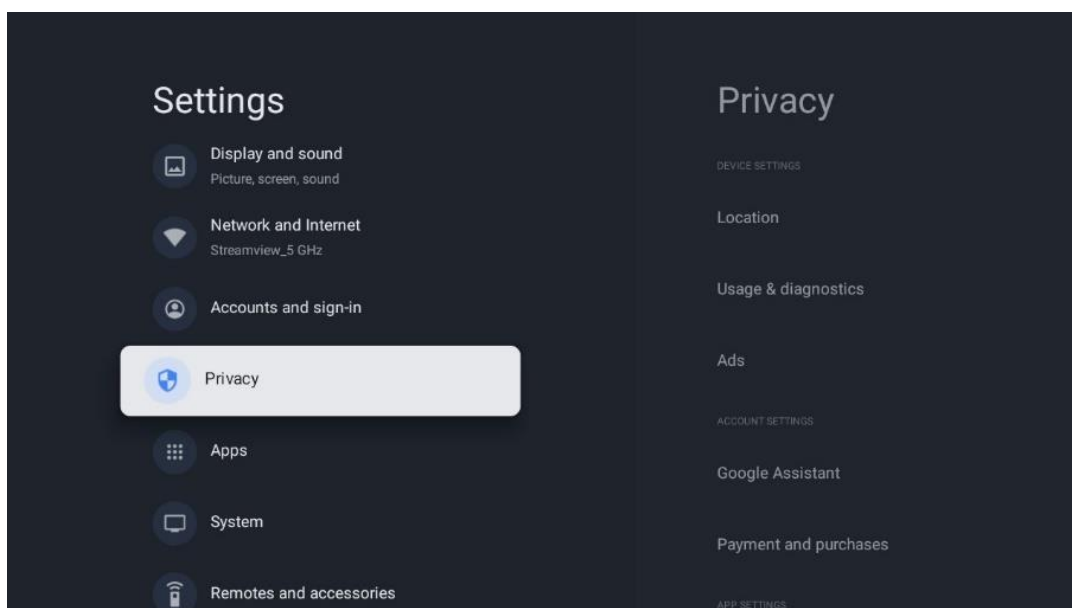 Settings
Display and sound
Picture, screen, sound
Network and Internet
Streamview_5 GHz
Accounts and sign-in
Privacy
Apps
System
Remotes and accessories
Privacy
DEVICE SETTINGS
Location
Usage & diagnostics
Ads
ACCOUNT SETTINGS
Google Assistant
Payment and purchases
APP SETTINGS